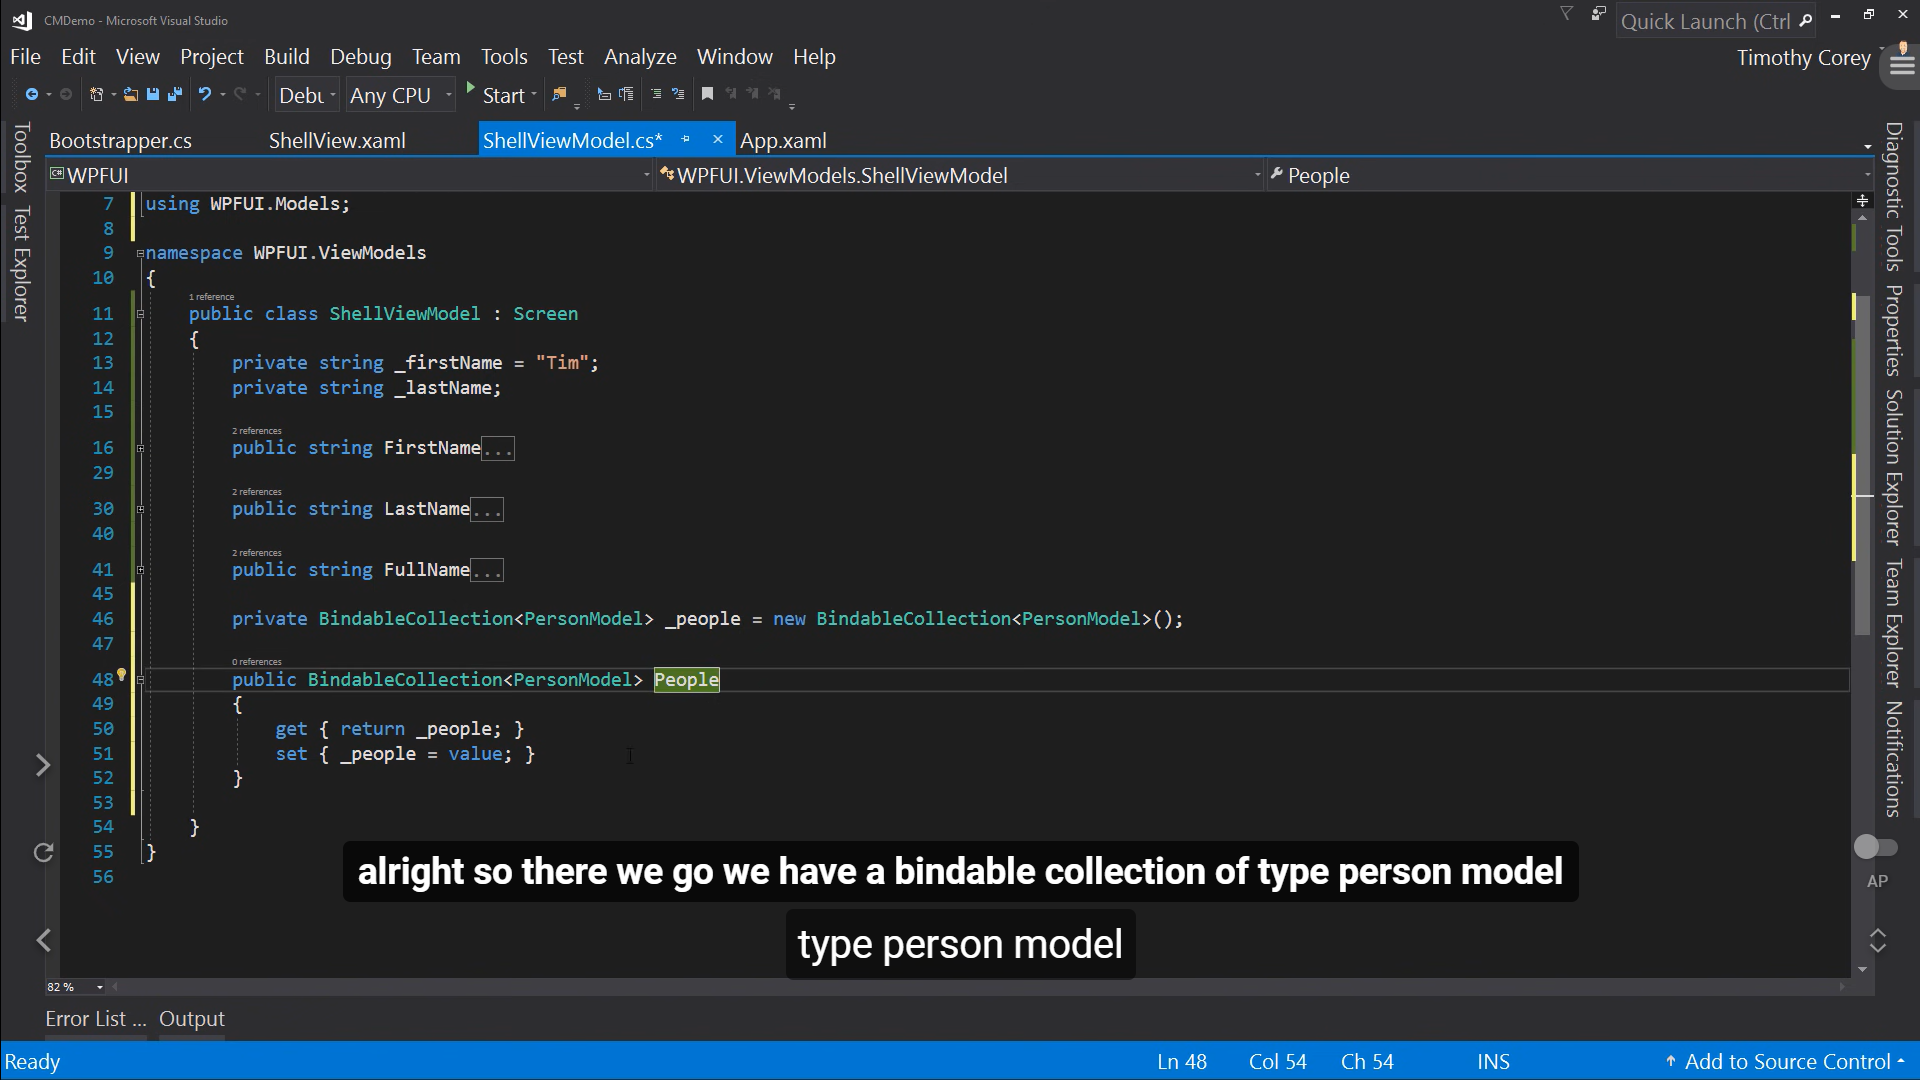 CMDemo - Microsoft Visual Studio
Quick Launch (Ctrl
File Edit View Project Build Debug Team Tools Test Analyze Window Help
Timothy Corey
Debu Any CPU Start
Toolbox
Test Explorer
Bootstrapper.cs ShellView.xaml ShellViewModel.cs* App.xaml
WPFUI WPFUI.ViewModels.ShellViewModel People
7 using WPFUI.Models;
8
9 namespace WPFUI.ViewModels
10 {
1 reference
11 public class ShellViewModel : Screen
12 {
13 private string _firstName = "Tim";
14 private string _lastName;
15
2 references
16 public string FirstName...
29
2 references
30 public string LastName...
40
2 references
41 public string FullName...
45
46 private BindableCollection<PersonModel> _people = new BindableCollection<PersonModel>();
47
0 references
48 public BindableCollection<PersonModel> People
49 {
50 get { return _people; }
51 set { _people = value; }
52 }
53
54 }
55 }
56
alright so there we go we have a bindable collection of type person model
type person model
Diagnostic Tools
Properties
Solution Explorer
Team Explorer
Notifications
AP
82 %
Error List ... Output
Ready
Ln 48 Col 54 Ch 54 INS Add to Source Control